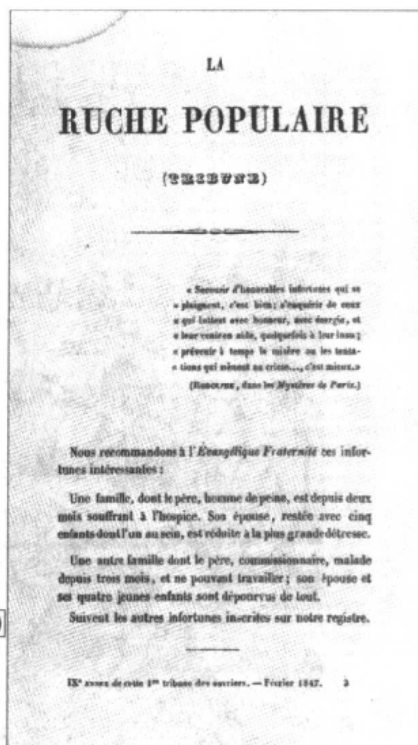 LA
RUCHE POPULAIRE
(TRIBUNE)
« Secourir d'honorables infortunes qui se
« plaignent, c'est bien; s'enquérir de ceux
« qui luttent avec honneur, avec énergie, et
« leur venir en aide, quelquefois à leur insu;
« prévenir à temps la misère ou les tenta-
« tions qui mènent au crime..., c'est mieux.»
(RODOLPHE, dans les Mystères de Paris.)
Nous recommandons à l'Évangélique Fraternité ces infor-
tunes intéressantes :
Une famille, dont le père, homme de peine, est depuis deux
mois souffrant à l'hospice. Son épouse, restée avec cinq
enfants dont l'un au sein, est réduite à la plus grande détresse.
Une autre famille dont le père, commissionnaire, malade
depuis trois mois, et ne pouvant travailler; son épouse et
ses quatre jeunes enfants sont dépourvus de tout.
Suivent les autres infortunes inscrites sur notre registre.
IXe année de cette 1re tribune des ouvriers. — Février 1847. 3